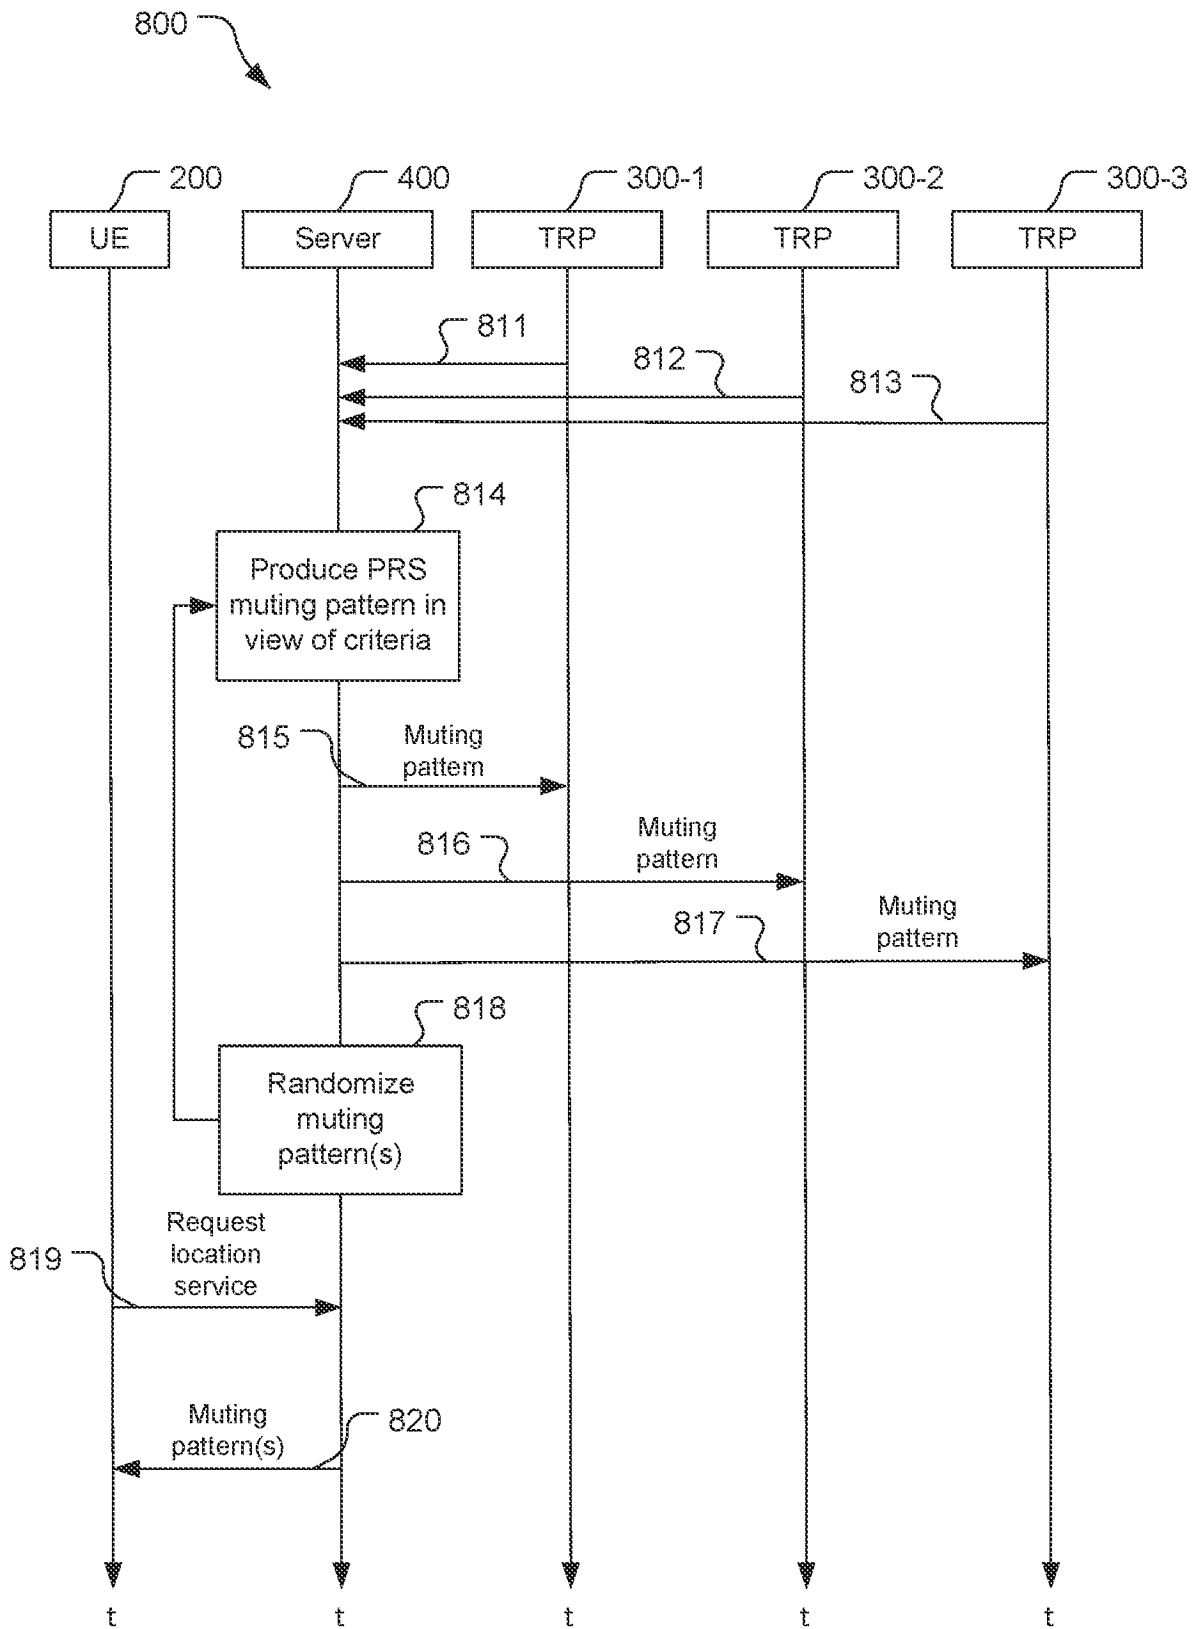 800
200
400
300-1
300-2
300-3
UE
Server
TRP
TRP
TRP
811
812
813
814
Produce PRS
muting pattern in
view of criteria
815
Muting
pattern
816
Muting
pattern
817
Muting
pattern
818
Randomize
muting
pattern(s)
819
Request
location
service
820
Muting
pattern(s)
t
t
t
t
t